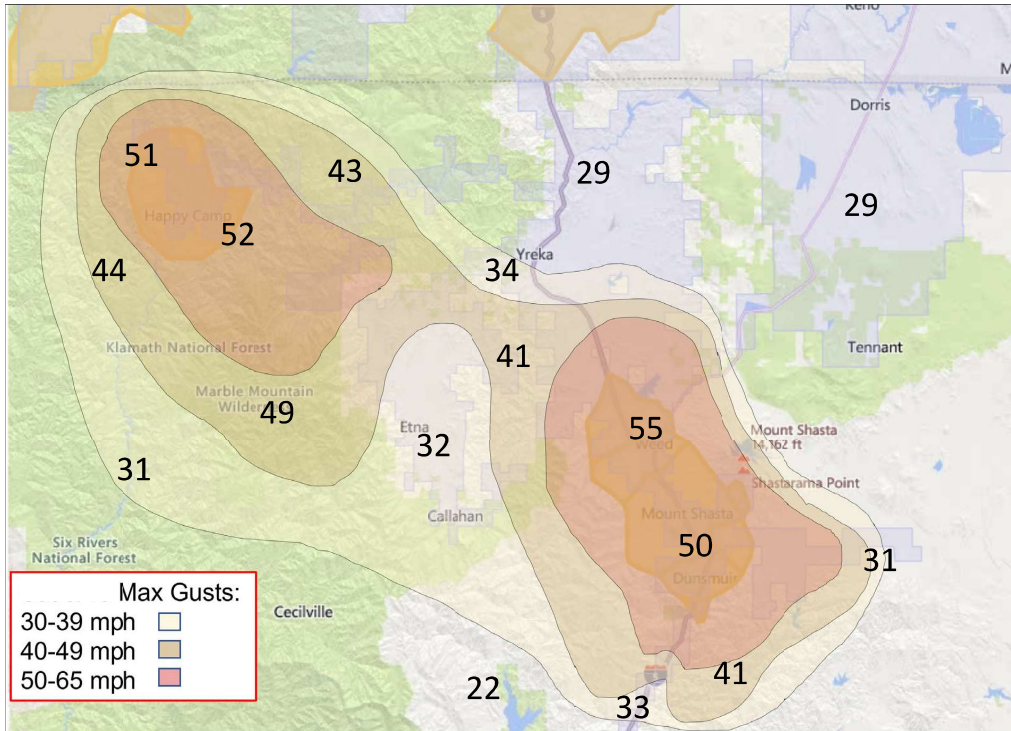 Keno
M
Dorris
51
43
29
29
Happy Camp
52
44
34
Yreka
Klamath National Forest
41
Tennant
Marble Mountain
49
Etna
32
55
Weed
Mount Shasta
14,162 ft
31
Shastarama Point
Callahan
Mount Shasta
Six Rivers
National Forest
50
31
Dunsmuir
Max Gusts:
30-39 mph
40-49 mph
50-65 mph
Cecilville
22
41
33
5